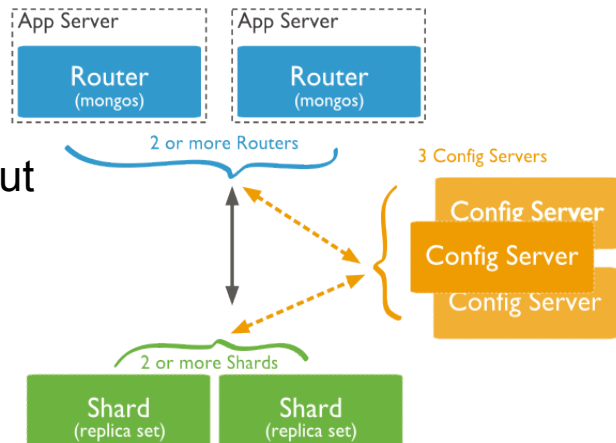 App Server
App Server
Router
(mongos)
Router
(mongos)
2 or more Routers
3 Config Servers
ut
Config Server
Config Server
Config Server
2 or more Shards
Shard
(replica set)
Shard
(replica set)